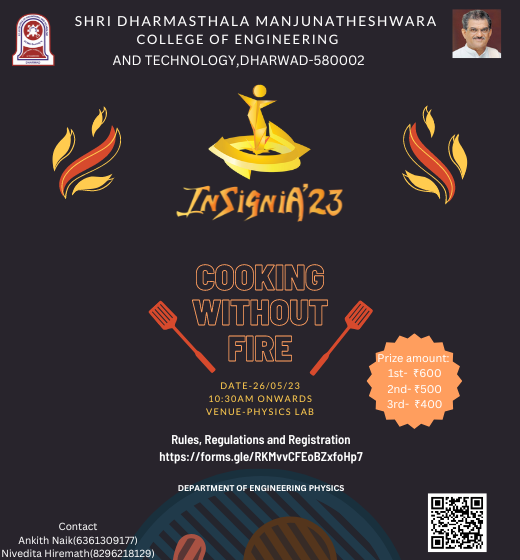 SHRI DHARMASTHALA MANJUNATHESHWARA
COLLEGE OF ENGINEERING
AND TECHNOLOGY,DHARWAD-580002
INSIGNIA'23
COOKING
WITHOUT
FIRE
DATE-26/05/23
10:30AM ONWARDS
VENUE-PHYSICS LAB
Prize amount:
1st- ₹600
2nd- ₹500
3rd- ₹400
Rules, Regulations and Registration
https://forms.gle/RKMvvCFEoBZxfoHp7
DEPARTMENT OF ENGINEERING PHYSICS
Contact
Ankith Naik(6361309177)
Nivedita Hiremath(8296218129)